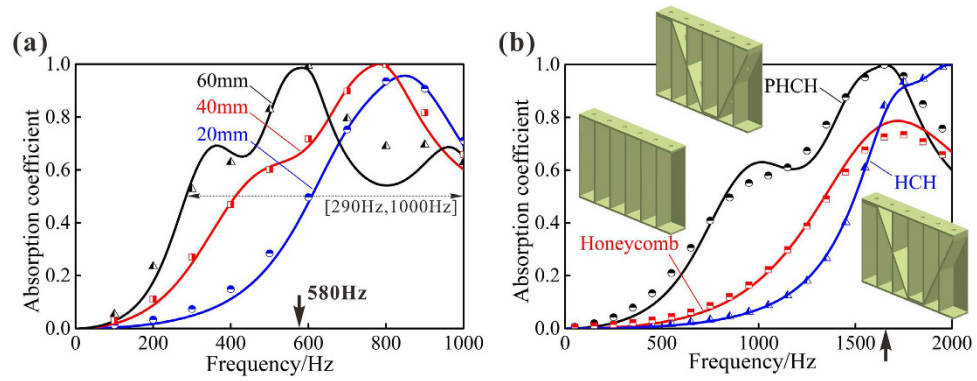 (a)
Absorption coefficient
1.0
0.8
0.6
0.4
0.2
0.0
60mm
40mm
20mm
[290Hz,1000Hz]
580Hz
0 200 400 600 800 1000
Frequency/Hz
(b)
Absorption coefficient
1.0
0.8
0.6
0.4
0.2
0.0
PHCH
HCH
Honeycomb
0 500 1000 1500 2000
Frequency/Hz